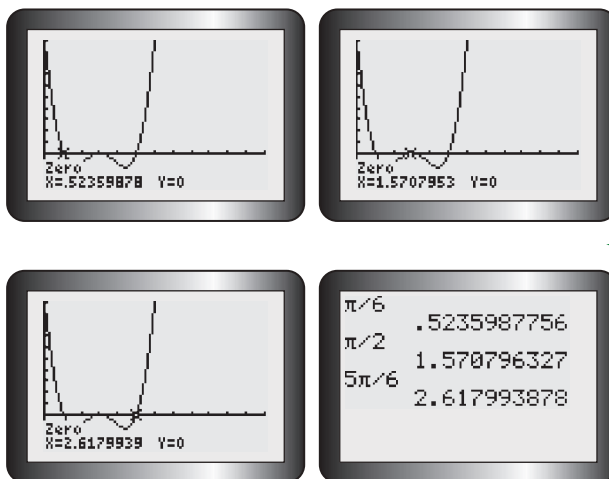 Zero
X=.52359878 Y=0
Zero
X=1.5707953 Y=0
Zero
X=2.6179939 Y=0
π/6
.5235987756
π/2
1.570796327
5π/6
2.617993878